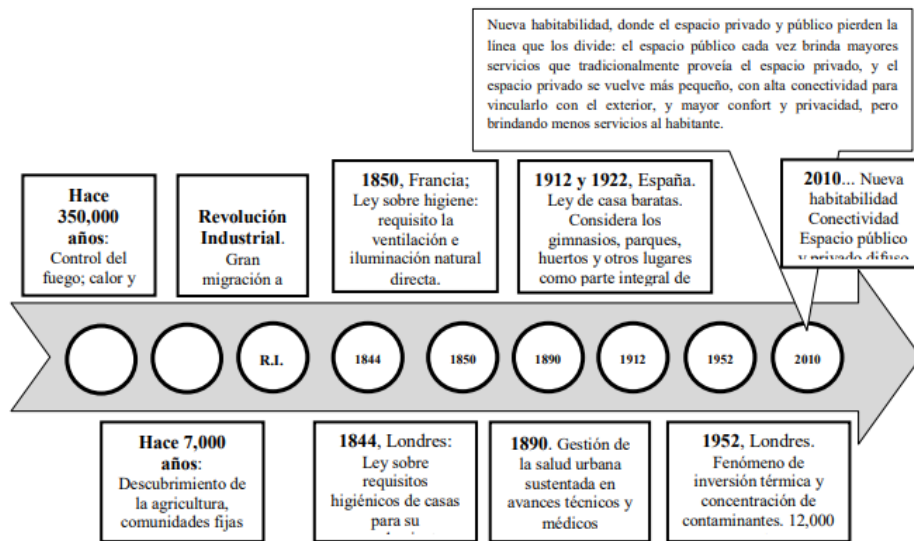 Nueva habitabilidad, donde el espacio privado y público pierden la
línea que los divide: el espacio público cada vez brinda mayores
servicios que tradicionalmente proveía el espacio privado, y el
espacio privado se vuelve más pequeño, con alta conectividad para
vincularlo con el exterior, y mayor confort y privacidad, pero
brindando menos servicios al habitante.
Hace
350,000
años:
Control del
fuego; calor y
Revolución
Industrial.
Gran
migración a
1850, Francia;
Ley sobre higiene:
requisito la
ventilación e
iluminación natural
directa.
1912 y 1922, España.
Ley de casa baratas.
Considera los
gimnasios, parques,
huertos y otros lugares
como parte integral de
2010... Nueva
habitabilidad
Conectividad
Espacio público
y privado difuso
R.I.
1844
1850
1890
1912
1952
2010
Hace 7,000
años:
Descubrimiento de
la agricultura,
comunidades fijas
1844, Londres:
Ley sobre
requisitos
higiénicos de casas
para su
1890. Gestión de
la salud urbana
sustentada en
avances técnicos y
médicos
1952, Londres.
Fenómeno de
inversión térmica y
concentración de
contaminantes. 12,000